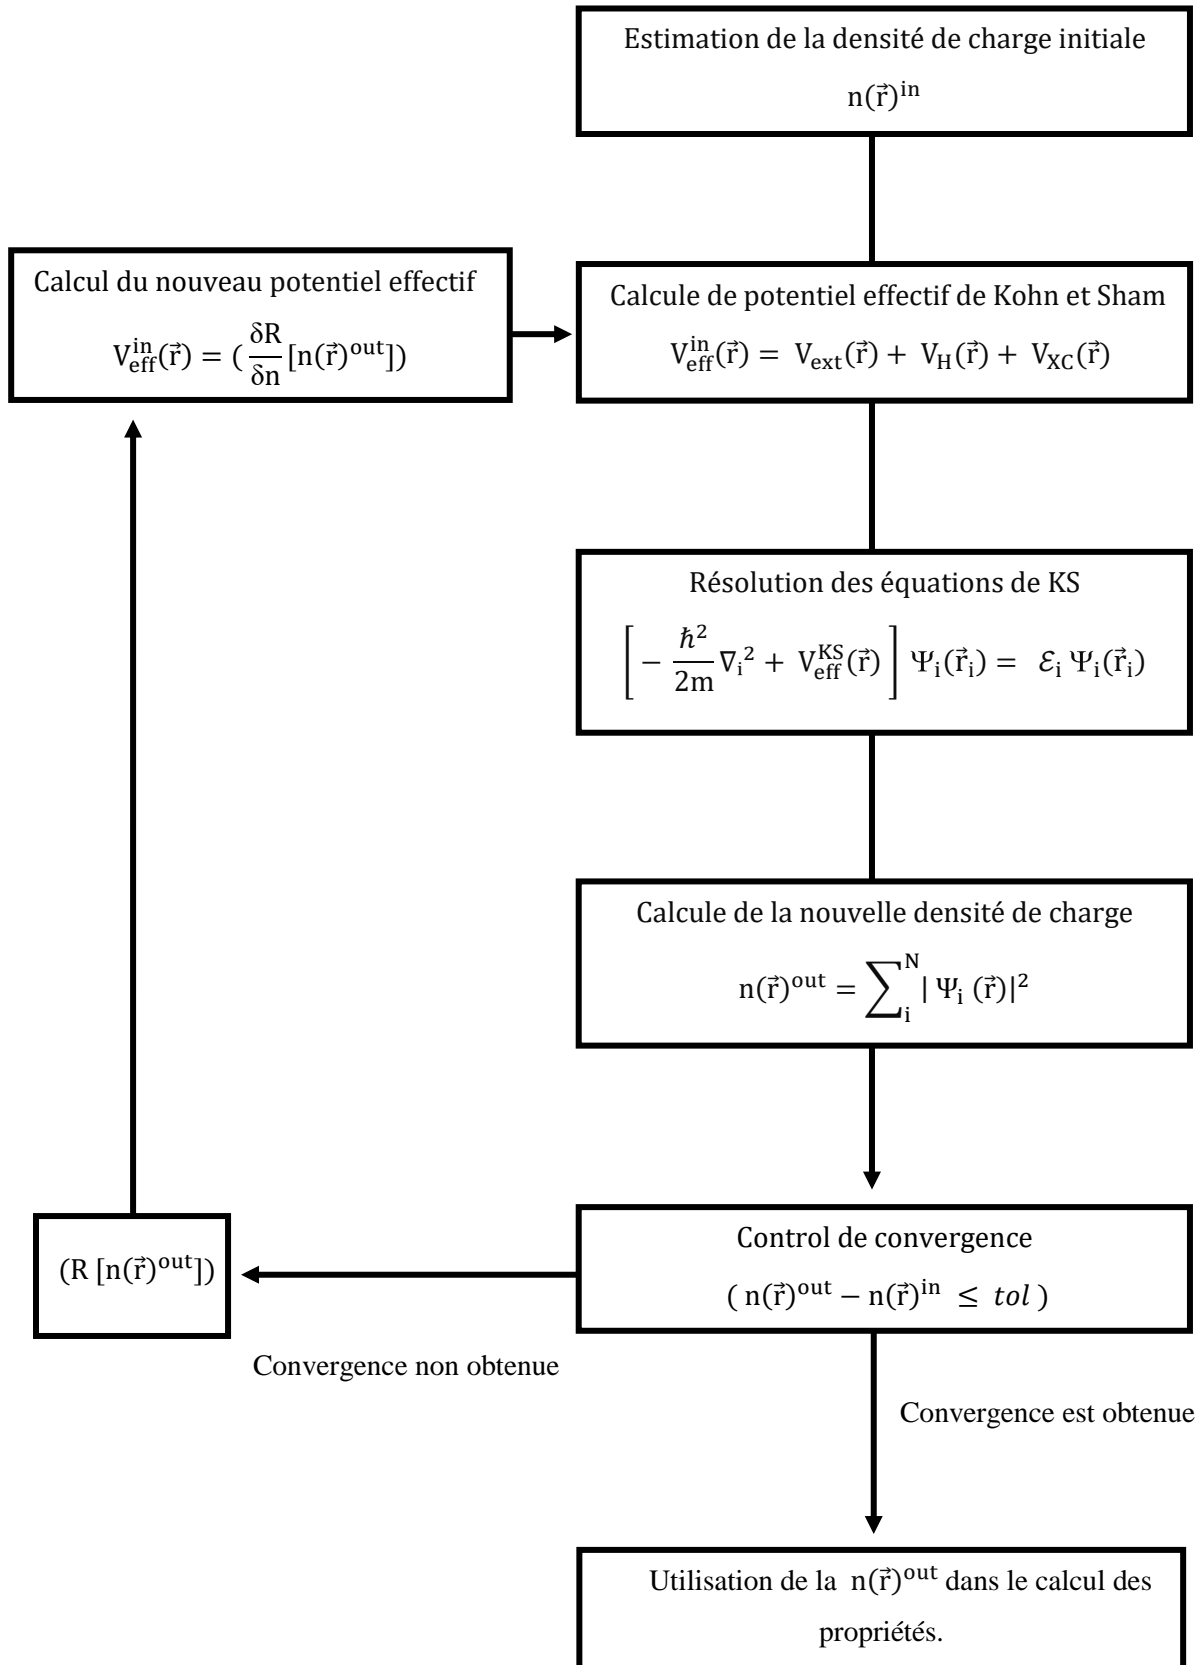 Estimation de la densité de charge initiale
n(r⃗)^in
Calcul du nouveau potentiel effectif
V_eff^in(r⃗) = ( δR/δn [n(r⃗)^out])
Calcule de potentiel effectif de Kohn et Sham
V_eff^in(r⃗) = V_ext(r⃗) + V_H(r⃗) + V_XC(r⃗)
Résolution des équations de KS
[ − ℏ²/2m ∇_i² + V_eff^KS(r⃗) ] Ψ_i(r⃗_i) = ℰ_i Ψ_i(r⃗_i)
Calcule de la nouvelle densité de charge
n(r⃗)^out = ∑_i^N | Ψ_i (r⃗)|²
Control de convergence
( n(r⃗)^out − n(r⃗)^in ≤ tol )
(R [n(r⃗)^out])
Convergence non obtenue
Convergence est obtenue
Utilisation de la n(r⃗)^out dans le calcul des
propriétés.